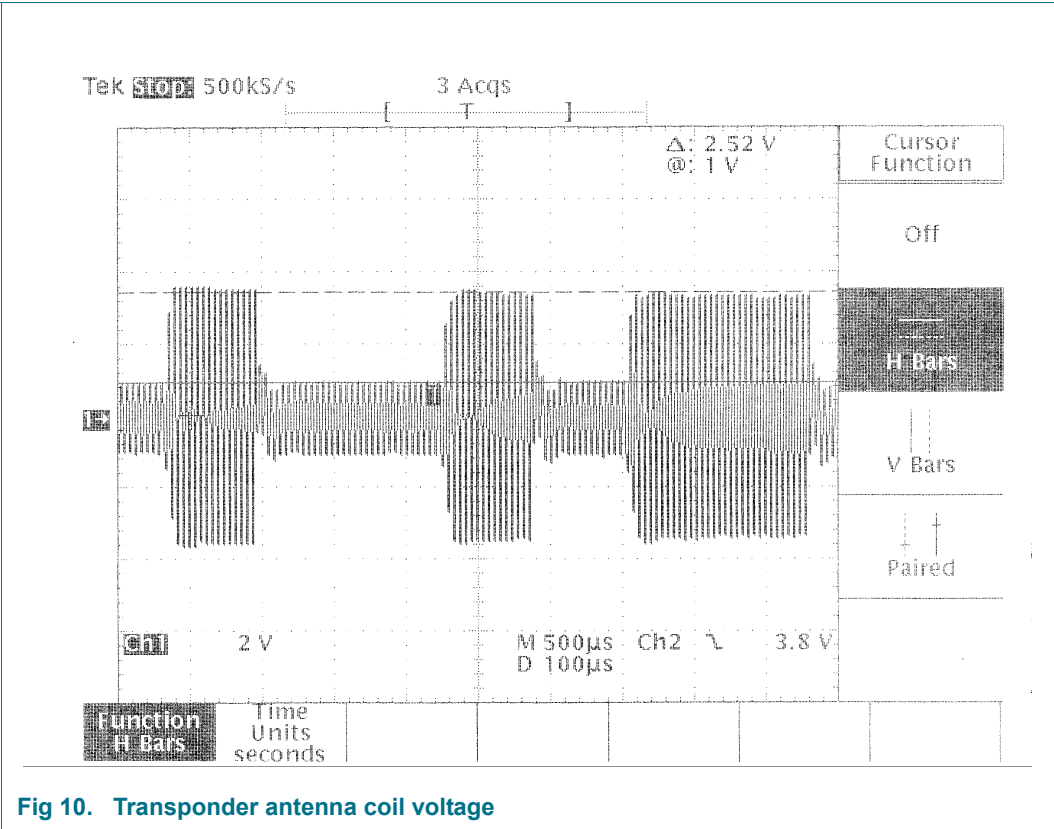 Tek Stop: 500kS/s
3 Acqs
[ T ]
Δ: 2.52 V
@: 1 V
Cursor
Function
Off
H Bars
V Bars
Paired
1→
T
Ch1 2 V
M 500µs Ch2 3.8 V
D 100µs
Function
H Bars
Time
Units
seconds
Fig 10. Transponder antenna coil voltage